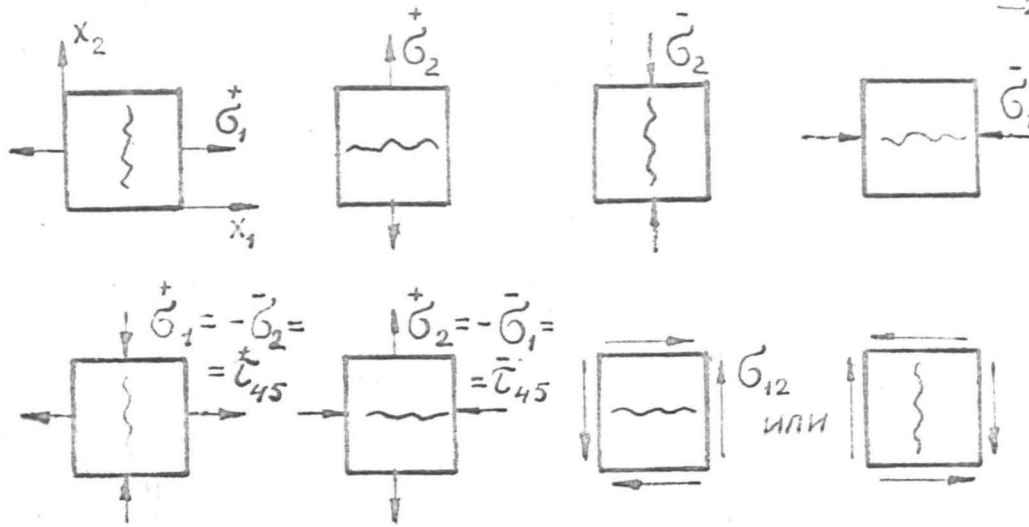 x₂
σ₁⁺
x₁
σ₂⁺
σ₂⁻
σ₁⁻
σ₁⁺ = -σ₂⁻ =
= τ₄₅⁺
σ₂⁺ = -σ₁⁻ =
= τ₄₅⁻
σ₁₂
или